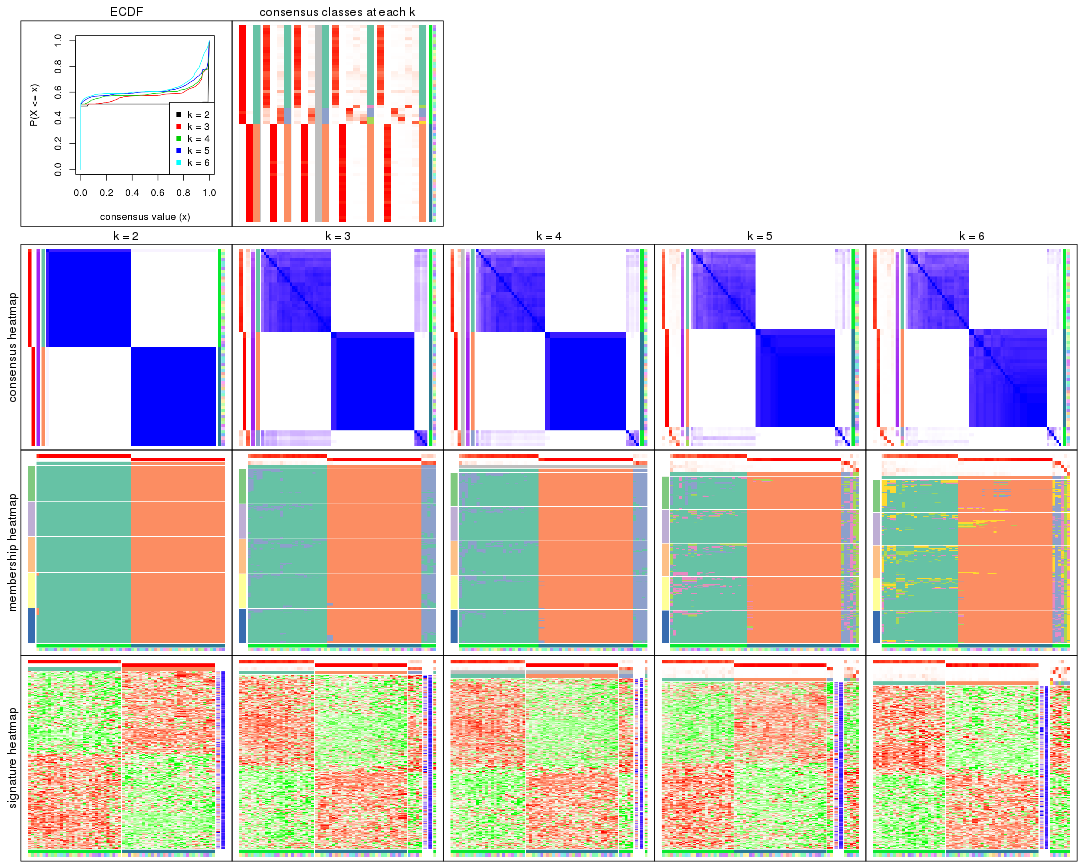 ECDF
consensus classes at each k
P(X <= x)
0.0 0.2 0.4 0.6 0.8 1.0
k = 2
k = 3
k = 4
k = 5
k = 6
0.0 0.2 0.4 0.6 0.8 1.0
consensus value (x)
k = 2
k = 3
k = 4
k = 5
k = 6
consensus heatmap
membership heatmap
signature heatmap